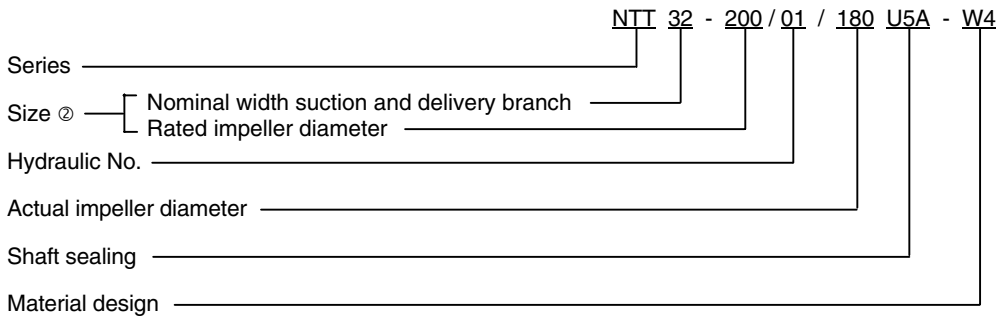 NTT 32 - 200 / 01 / 180 U5A - W4
Series
Size ② Nominal width suction and delivery branch
Rated impeller diameter
Hydraulic No.
Actual impeller diameter
Shaft sealing
Material design